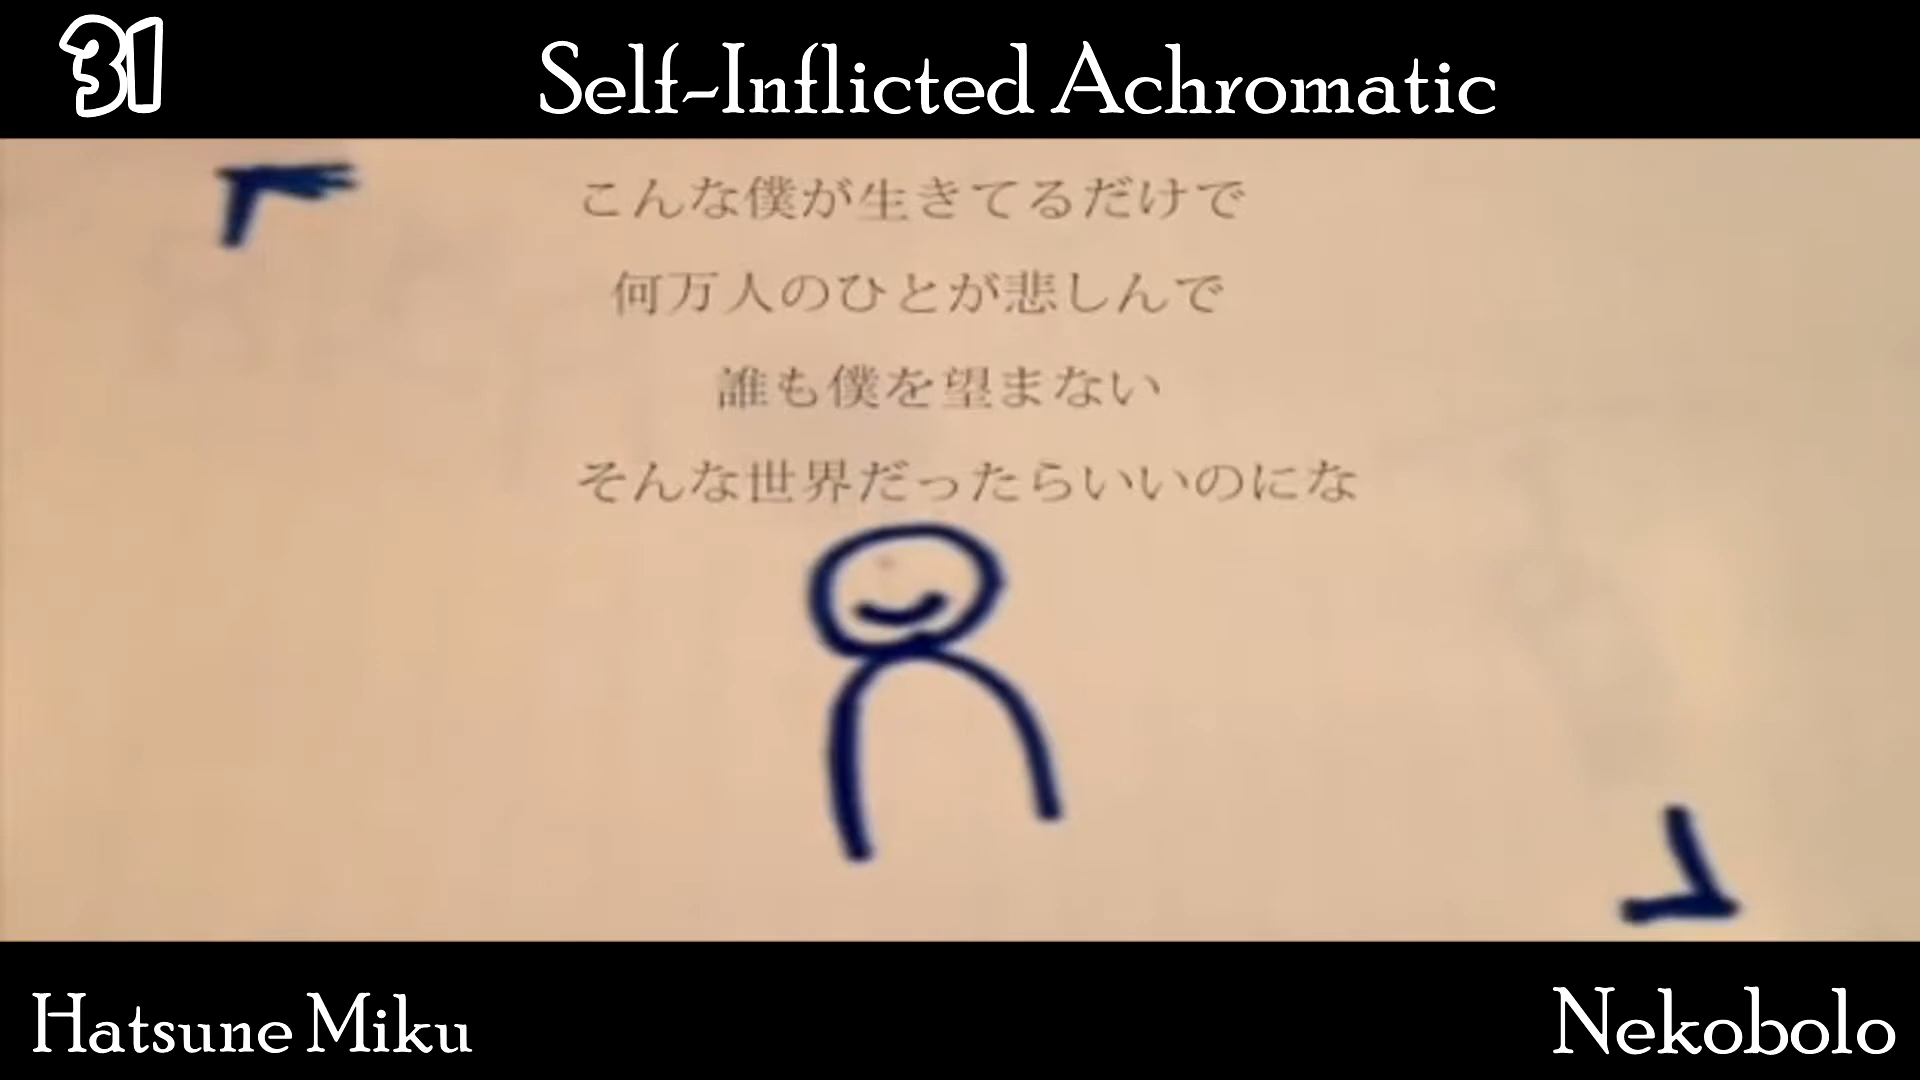 31
Self-Inflicted Achromatic
こんな僕が生きてるだけで
何万人のひとが悲しんで
誰も僕を望まない
そんな世界だったらいいのにな
Hatsune Miku
Nekobolo